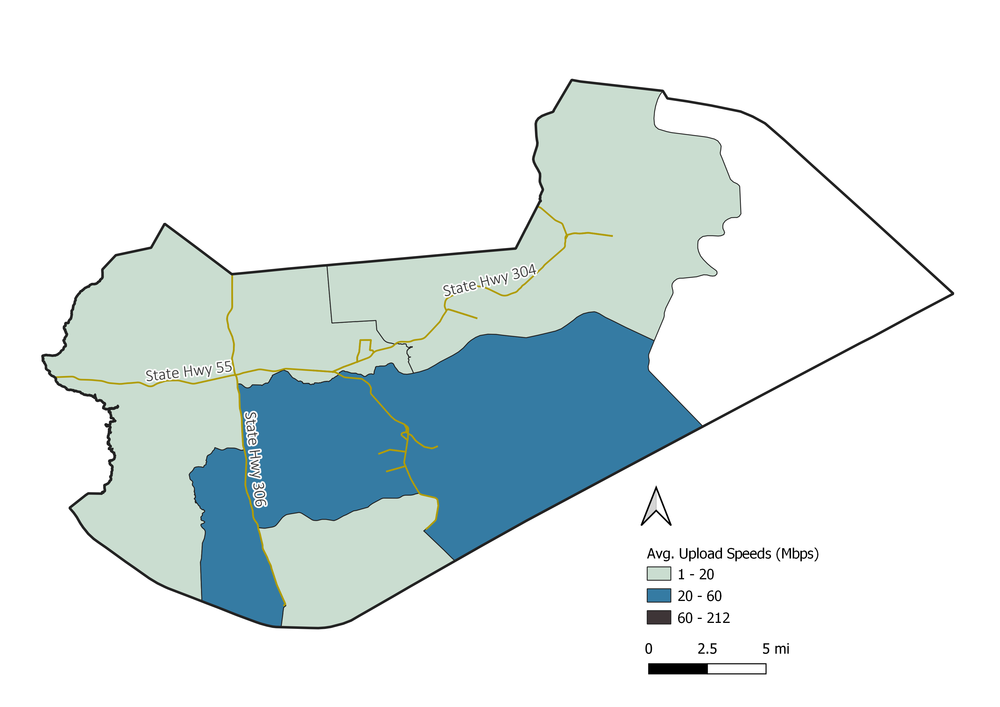 State Hwy 304
State Hwy 55
State Hwy 306
Avg. Upload Speeds (Mbps)
1 - 20
20 - 60
60 - 212
0 2.5 5 mi